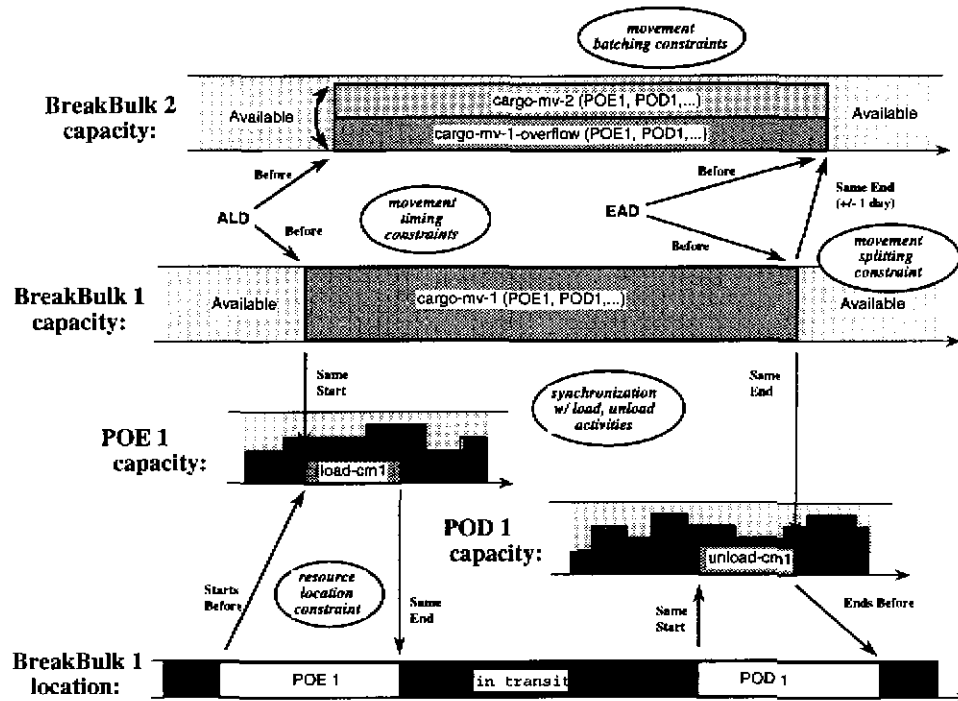 movement
batching constraints
BreakBulk 2
capacity:
Available
cargo-mv-2 (POE1, POD1,...)
cargo-mv-1-overflow (POE1, POD1,...)
Available
Before
ALD
Before
movement
timing
constraints
Before
EAD
Before
Same End
(+/- 1 day)
movement
splitting
constraint
BreakBulk 1
capacity:
Available
cargo-mv-1 (POE1, POD1,...)
Available
Same
Start
synchronization
w/ load, unload
activities
Same
End
POE 1
capacity:
load-cm1
POD 1
capacity:
unload-cm1
Starts
Before
resource
location
constraint
Same
End
Same
Start
Ends Before
BreakBulk 1
location:
POE 1
in transit
POD 1